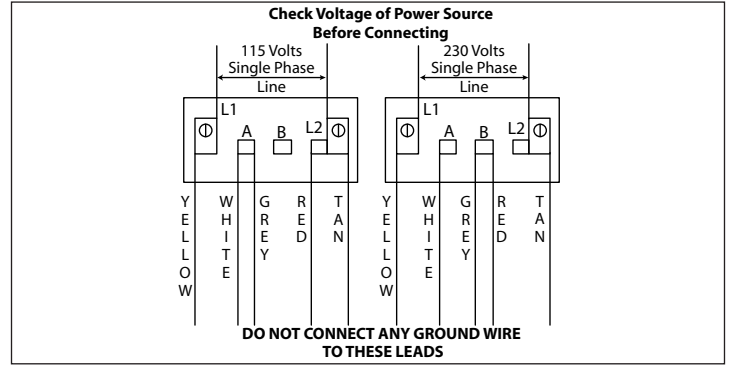 Check Voltage of Power Source
Before Connecting
115 Volts
Single Phase
Line
L1
A
B
L2
YELLOW
WHITE
GREY
RED
TAN
230 Volts
Single Phase
Line
L1
A
B
L2
YELLOW
WHITE
GREY
RED
TAN
DO NOT CONNECT ANY GROUND WIRE
TO THESE LEADS